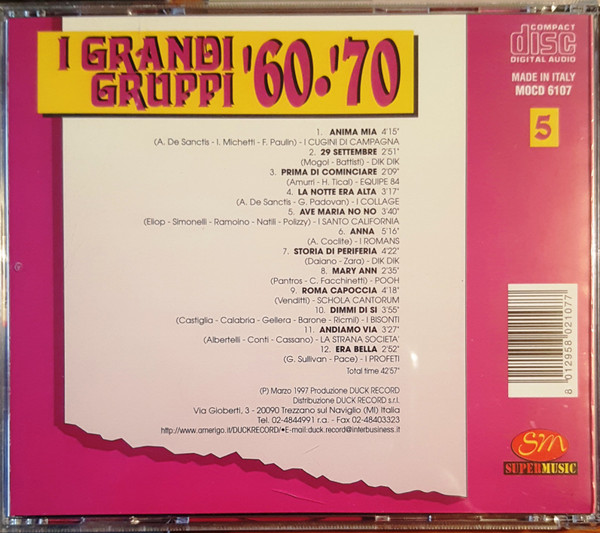 I GRANDI
GRUPPI '60•'70
COMPACT
disc
DIGITAL AUDIO
MADE IN ITALY
MOCD 6107
5
1. ANIMA MIA 4'15"
(A. De Sanctis - I. Michetti - F. Paulin) - I CUGINI DI CAMPAGNA
2. 29 SETTEMBRE 2'51"
(Mogol - Battisti) - DIK DIK
3. PRIMA DI COMINCIARE 2'09"
(Amurri - H. Tical) - EQUIPE 84
4. LA NOTTE ERA ALTA 3'17"
(A. De Sanctis - G. Padovan) - I COLLAGE
5. AVE MARIA NO NO 3'40"
(Eliop - Simonelli - Ramoino - Natili - Polizzy) - I SANTO CALIFORNIA
6. ANNA 5'16"
(A. Coclite) - I ROMANS
7. STORIA DI PERIFERIA 4'22"
(Daiano - Zara) - DIK DIK
8. MARY ANN 2'35"
(Pantros - C. Facchinetti) - POOH
9. ROMA CAPOCCIA 4'18"
(Venditti) - SCHOLA CANTORUM
10. DIMMI DI SI 3'55"
(Castiglia - Calabria - Gellera - Barone - Ricmil) - I BISONTI
11. ANDIAMO VIA 3'27"
(Albertelli - Conti - Cassano) - LA STRANA SOCIETA'
12. ERA BELLA 2'52"
(G. Sullivan - Pace) - I PROFETI
Total time 42'57"
(P) Marzo 1997 Produzione DUCK RECORD
Distribuzione DUCK RECORD s.r.l.
Via Gioberti, 3 - 20090 Trezzano sul Naviglio (MI) Italia
Tel. 02-4844991 r.a. - Fax 02-48403323
http://www.amerigo.it/DUCKRECORD/•E-mail:duck.record@interbusiness.it
8 012958 021077
SM
SUPERMUSIC